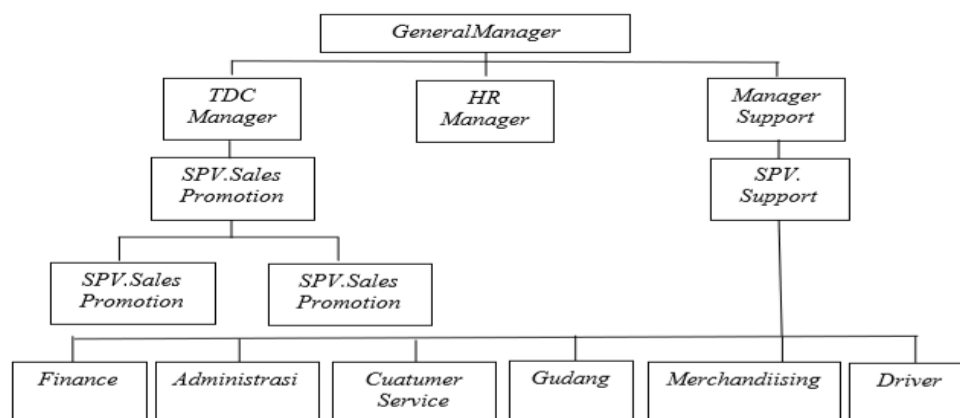 GeneralManager
TDC
Manager
HR
Manager
Manager
Support
SPV.Sales
Promotion
SPV.
Support
SPV.Sales
Promotion
SPV.Sales
Promotion
Finance
Administrasi
Cuatumer
Service
Gudang
Merchandiising
Driver